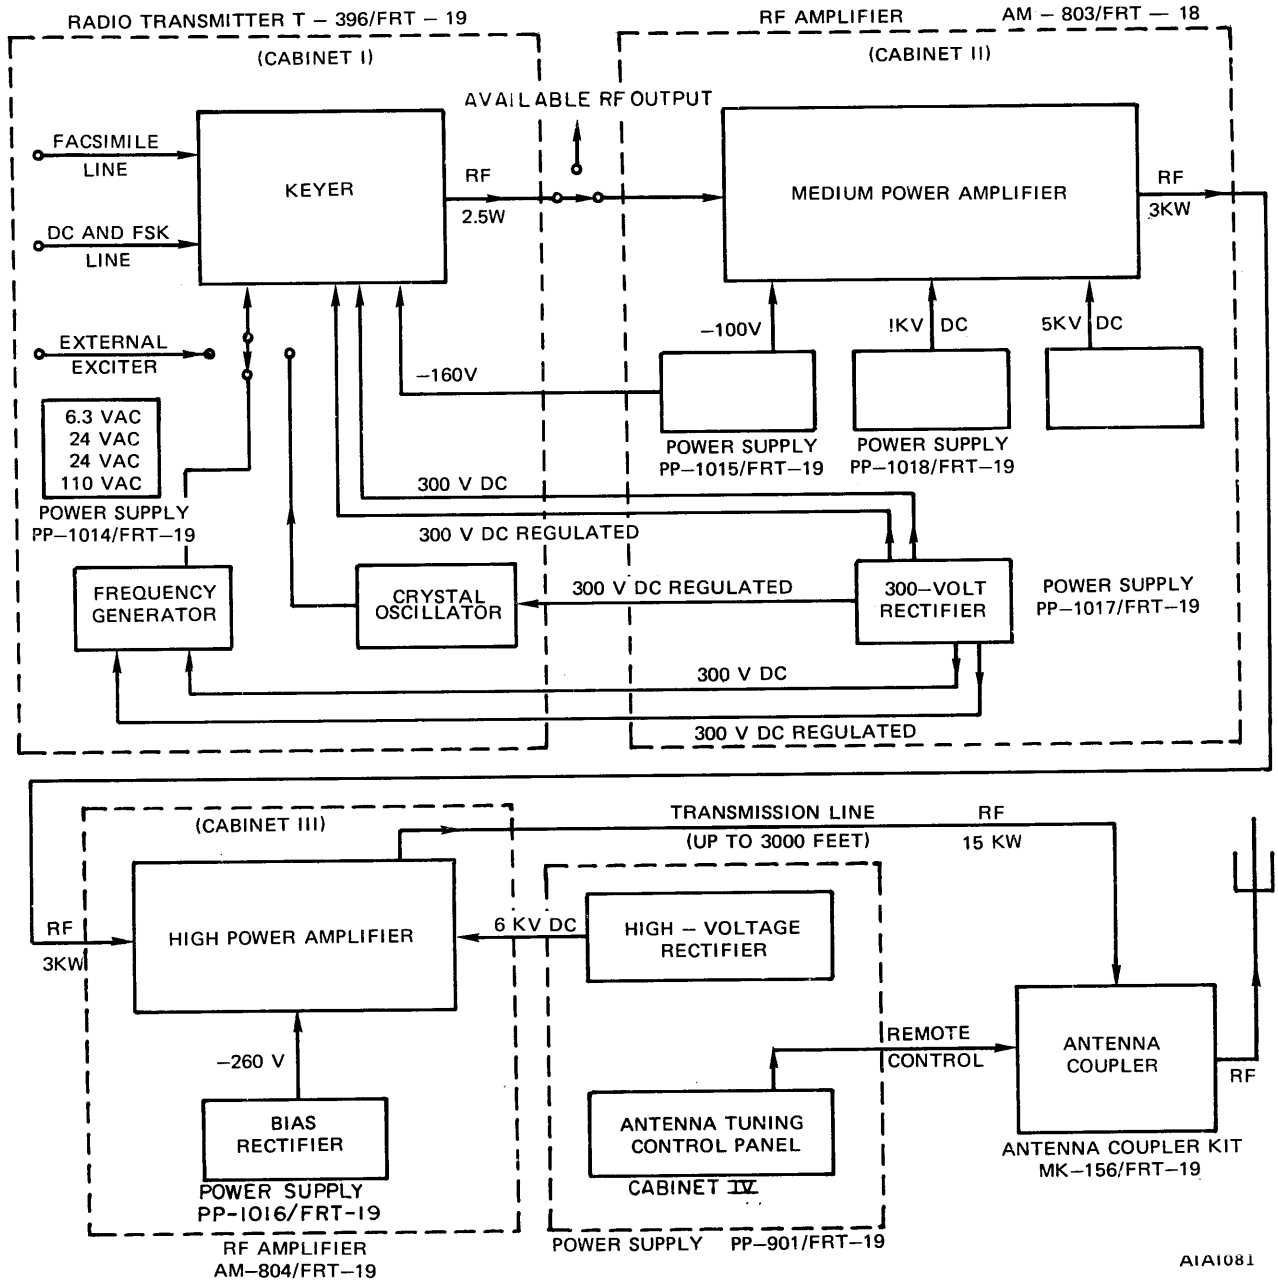 RADIO TRANSMITTER T – 396/FRT – 19
RF AMPLIFIER AM – 803/FRT — 18
(CABINET I)
(CABINET II)
AVAILABLE RF OUTPUT
FACSIMILE
LINE
KEYER
RF
2.5W
MEDIUM POWER AMPLIFIER
RF
3KW
DC AND FSK
LINE
EXTERNAL
EXCITER
–160V
–100V
!KV DC
5KV DC
6.3 VAC
24 VAC
24 VAC
110 VAC
POWER SUPPLY
PP–1014/FRT–19
POWER SUPPLY
PP–1015/FRT–19
POWER SUPPLY
PP–1018/FRT–19
300 V DC
300 V DC REGULATED
FREQUENCY
GENERATOR
CRYSTAL
OSCILLATOR
300 V DC REGULATED
300–VOLT
RECTIFIER
POWER SUPPLY
PP–1017/FRT–19
300 V DC
300 V DC REGULATED
(CABINET III)
TRANSMISSION LINE
(UP TO 3000 FEET)
RF
15 KW
RF
3KW
HIGH POWER AMPLIFIER
6 KV DC
HIGH – VOLTAGE
RECTIFIER
–260 V
BIAS
RECTIFIER
POWER SUPPLY
PP-1016/FRT-19
RF AMPLIFIER
AM–804/FRT–19
REMOTE
CONTROL
ANTENNA TUNING
CONTROL PANEL
CABINET IV
POWER SUPPLY PP–901/FRT–19
ANTENNA
COUPLER
RF
ANTENNA COUPLER KIT
MK–156/FRT–19
A1A1081